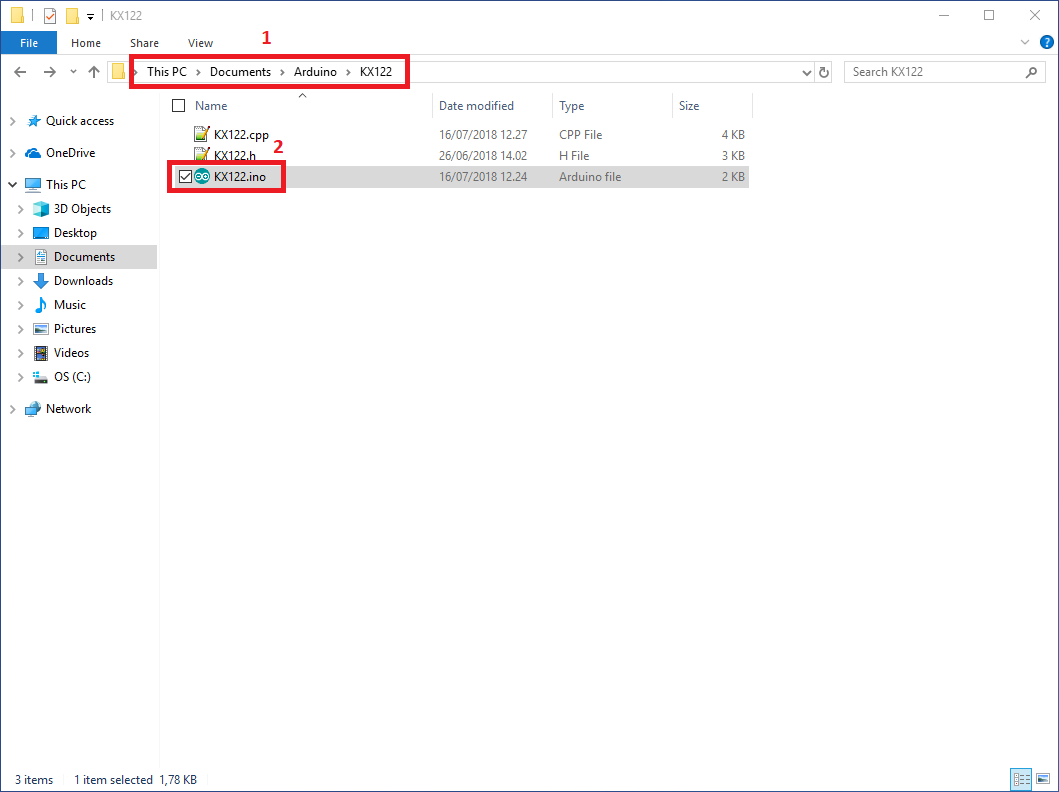 KX122
File Home Share View 1
This PC > Documents > Arduino > KX122 Search KX122
Name Date modified Type Size
KX122.cpp 16/07/2018 12.27 CPP File 4 KB
KX122.h 26/06/2018 14.02 H File 3 KB
2
KX122.ino 16/07/2018 12.24 Arduino file 2 KB
Quick access
OneDrive
This PC
3D Objects
Desktop
Documents
Downloads
Music
Pictures
Videos
OS (C:)
Network
3 items 1 item selected 1,78 KB